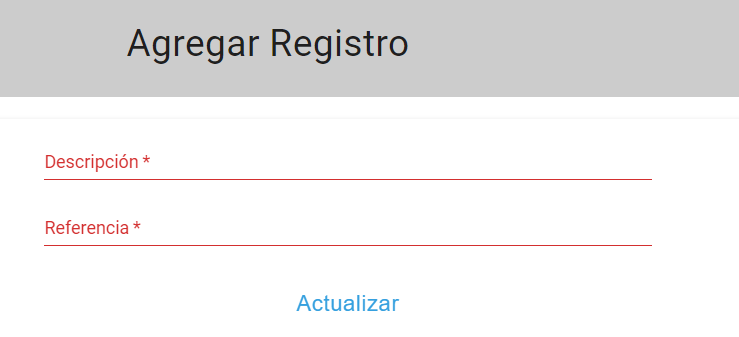 Agregar Registro
Descripción *
Referencia *
Actualizar